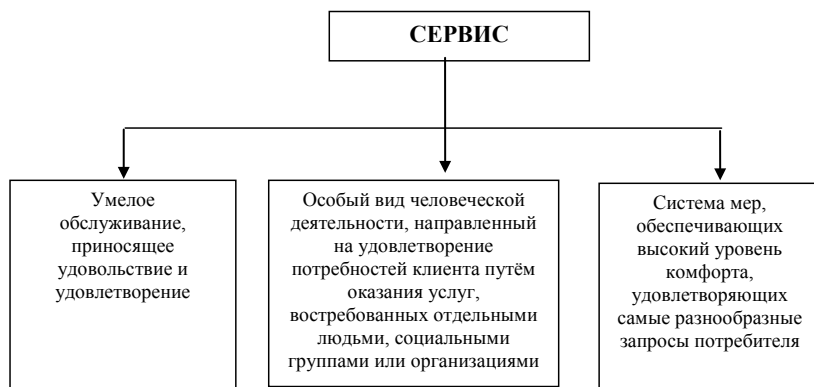 СЕРВИС
Умелое
обслуживание,
приносящее
удовольствие и
удовлетворение
Особый вид человеческой
деятельности, направленный
на удовлетворение
потребностей клиента путём
оказания услуг,
востребованных отдельными
людьми, социальными
группами или организациями
Система мер,
обеспечивающих
высокий уровень
комфорта,
удовлетворяющих
самые разнообразные
запросы потребителя